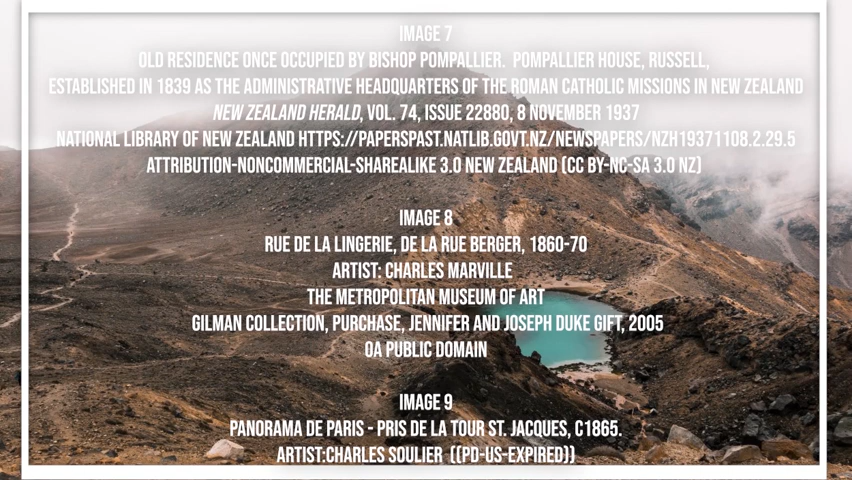 IMAGE 7
OLD RESIDENCE ONCE OCCUPIED BY BISHOP POMPALLIER. POMPALLIER HOUSE, RUSSELL,
ESTABLISHED IN 1839 AS THE ADMINISTRATIVE HEADQUARTERS OF THE ROMAN CATHOLIC MISSIONS IN NEW ZEALAND
NEW ZEALAND HERALD, VOL. 74, ISSUE 22880, 8 NOVEMBER 1937
NATIONAL LIBRARY OF NEW ZEALAND HTTPS://PAPERSPAST.NATLIB.GOVT.NZ/NEWSPAPERS/NZH19371108.2.29.5
ATTRIBUTION-NONCOMMERCIAL-SHAREALIKE 3.0 NEW ZEALAND (CC BY-NC-SA 3.0 NZ)
IMAGE 8
RUE DE LA LINGERIE, DE LA RUE BERGER, 1860-70
ARTIST: CHARLES MARVILLE
THE METROPOLITAN MUSEUM OF ART
GILMAN COLLECTION, PURCHASE, JENNIFER AND JOSEPH DUKE GIFT, 2005
OA PUBLIC DOMAIN
IMAGE 9
PANORAMA DE PARIS - PRIS DE LA TOUR ST. JACQUES, C1865.
ARTIST:CHARLES SOULIER ((PD-US-EXPIRED))